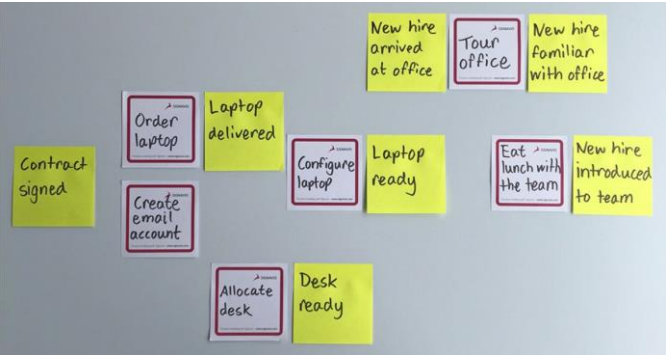 New hire
arrived
at office
Tour
office
New hire
familiar
with office
Order
laptop
Laptop
delivered
Contract
signed
Create
email
account
Configure
laptop
Laptop
ready
Eat
lunch with
the team
New hire
introduced
to team
Allocate
desk
Desk
ready